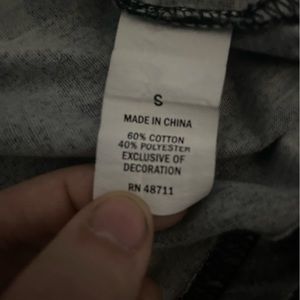 S
MADE IN CHINA
60% COTTON
40% POLYESTER
EXCLUSIVE OF
DECORATION
RN 48711